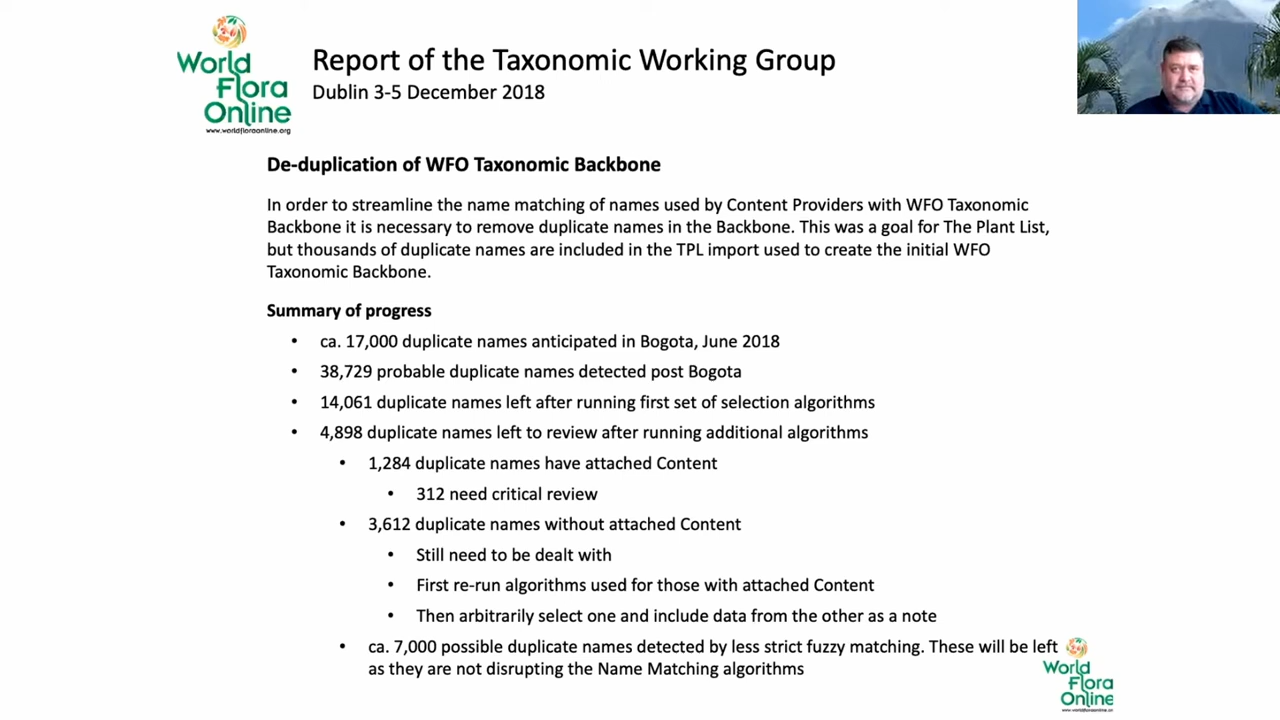 World
Flora
Online
www.worldfloraonline.org
Report of the Taxonomic Working Group
Dublin 3-5 December 2018
De-duplication of WFO Taxonomic Backbone
In order to streamline the name matching of names used by Content Providers with WFO Taxonomic
Backbone it is necessary to remove duplicate names in the Backbone. This was a goal for The Plant List,
but thousands of duplicate names are included in the TPL import used to create the initial WFO
Taxonomic Backbone.
Summary of progress
• ca. 17,000 duplicate names anticipated in Bogota, June 2018
• 38,729 probable duplicate names detected post Bogota
• 14,061 duplicate names left after running first set of selection algorithms
• 4,898 duplicate names left to review after running additional algorithms
• 1,284 duplicate names have attached Content
• 312 need critical review
• 3,612 duplicate names without attached Content
• Still need to be dealt with
• First re-run algorithms used for those with attached Content
• Then arbitrarily select one and include data from the other as a note
• ca. 7,000 possible duplicate names detected by less strict fuzzy matching. These will be left
as they are not disrupting the Name Matching algorithms
World
Flora
Online